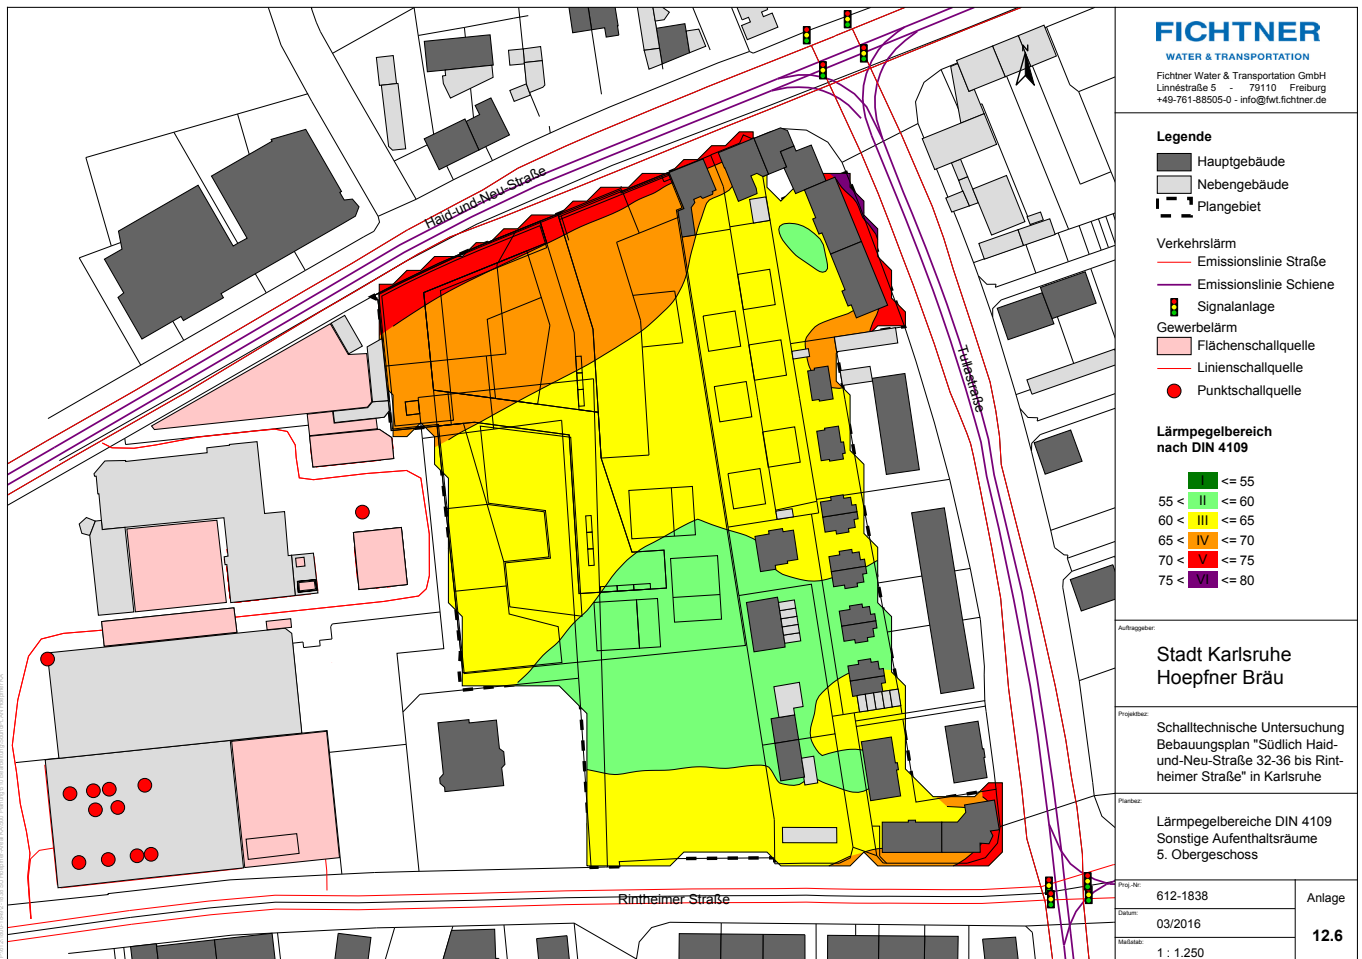 FICHTNER
WATER & TRANSPORTATION
Fichtner Water & Transportation GmbH
Linnéstraße 5 - 79110 Freiburg
+49-761-88505-0 - info@fwt.fichtner.de
N
Legende
Hauptgebäude
Nebengebäude
Plangebiet
Verkehrslärm
Emissionslinie Straße
Emissionslinie Schiene
Signalanlage
Gewerbelärm
Flächenschallquelle
Linienschallquelle
Punktschallquelle
Lärmpegelbereich
nach DIN 4109
I <= 55
55 < II <= 60
60 < III <= 65
65 < IV <= 70
70 < V <= 75
75 < VI <= 80
Auftraggeber:
Stadt Karlsruhe
Hoepfner Bräu
Projektbez:
Schalltechnische Untersuchung
Bebauungsplan "Südlich Haid-
und-Neu-Straße 32-36 bis Rint-
heimer Straße" in Karlsruhe
Planbez:
Lärmpegelbereiche DIN 4109
Sonstige Aufenthaltsräume
5. Obergeschoss
Proj.-Nr:
612-1838
Datum:
03/2016
Maßstab:
1 : 1.250
Anlage
12.6
Haid-und-Neu-Straße
Tullastraße
Rintheimer Straße